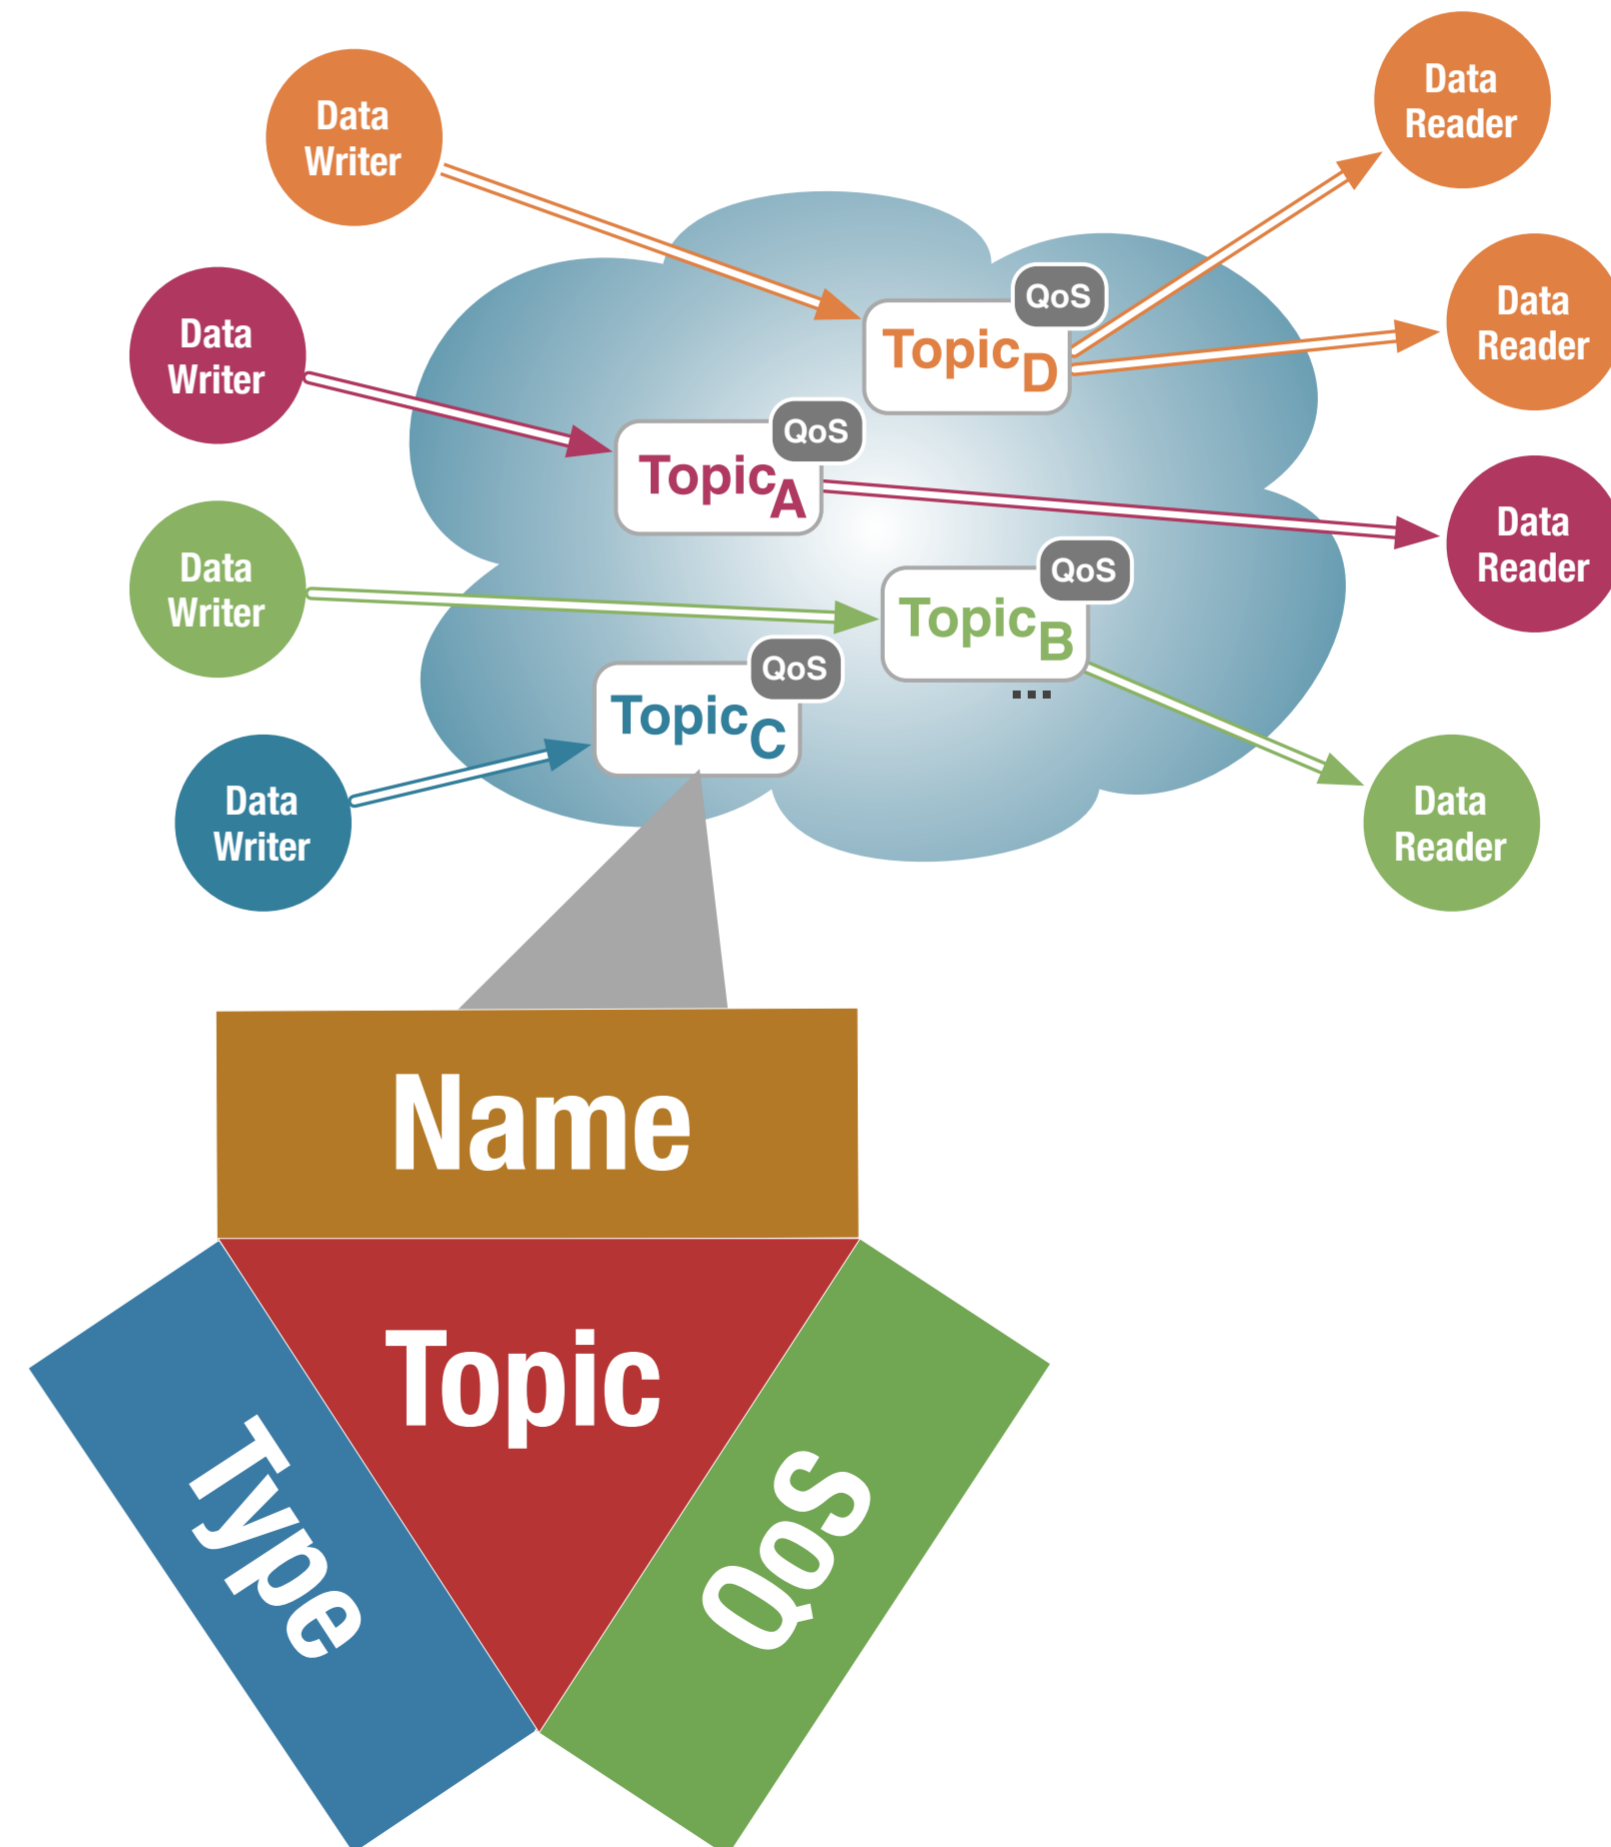 Data
Writer
Data
Reader
Data
Writer
Data
Reader
QoS
TopicD
QoS
TopicA
Data
Reader
Data
Writer
QoS
TopicB
....
QoS
TopicC
Data
Writer
Data
Reader
Name
Topic
Type
QoS